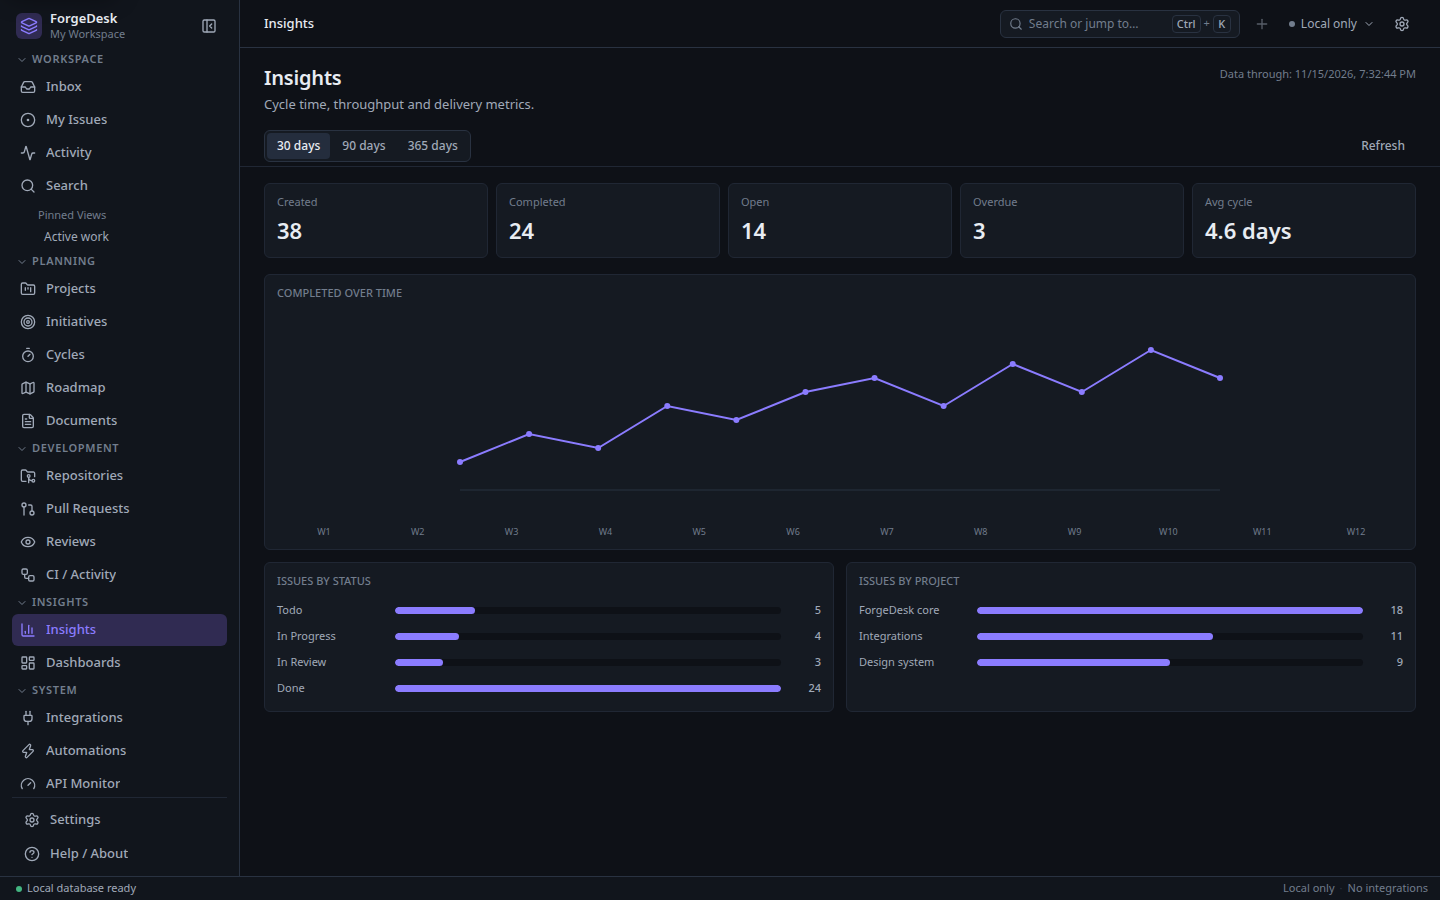 ForgeDesk
My Workspace
WORKSPACE
Inbox
My Issues
Activity
Search
Pinned Views
Active work
PLANNING
Projects
Initiatives
Cycles
Roadmap
Documents
DEVELOPMENT
Repositories
Pull Requests
Reviews
CI / Activity
INSIGHTS
Insights
Dashboards
SYSTEM
Integrations
Automations
API Monitor
Settings
Help / About
Insights
Search or jump to... Ctrl + K
Local only
Insights
Data through: 11/15/2026, 7:32:44 PM
Cycle time, throughput and delivery metrics.
30 days 90 days 365 days
Refresh
Created
38
Completed
24
Open
14
Overdue
3
Avg cycle
4.6 days
COMPLETED OVER TIME
W1 W2 W3 W4 W5 W6 W7 W8 W9 W10 W11 W12
ISSUES BY STATUS
Todo 5
In Progress 4
In Review 3
Done 24
ISSUES BY PROJECT
ForgeDesk core 18
Integrations 11
Design system 9
Local database ready
Local only · No integrations